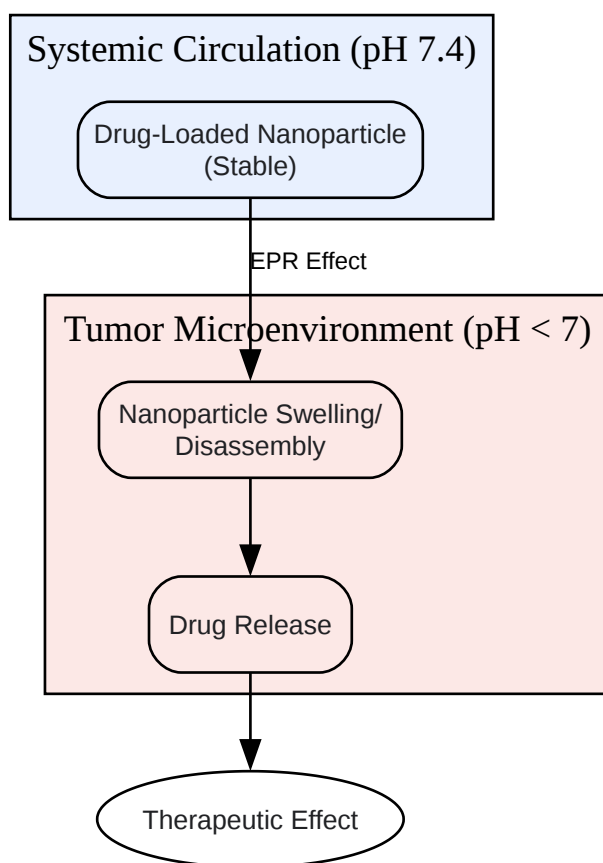 Systemic Circulation (pH 7.4)
Drug-Loaded Nanoparticle
(Stable)
EPR Effect
Tumor Microenvironment (pH < 7)
Nanoparticle Swelling/
Disassembly
Drug Release
Therapeutic Effect